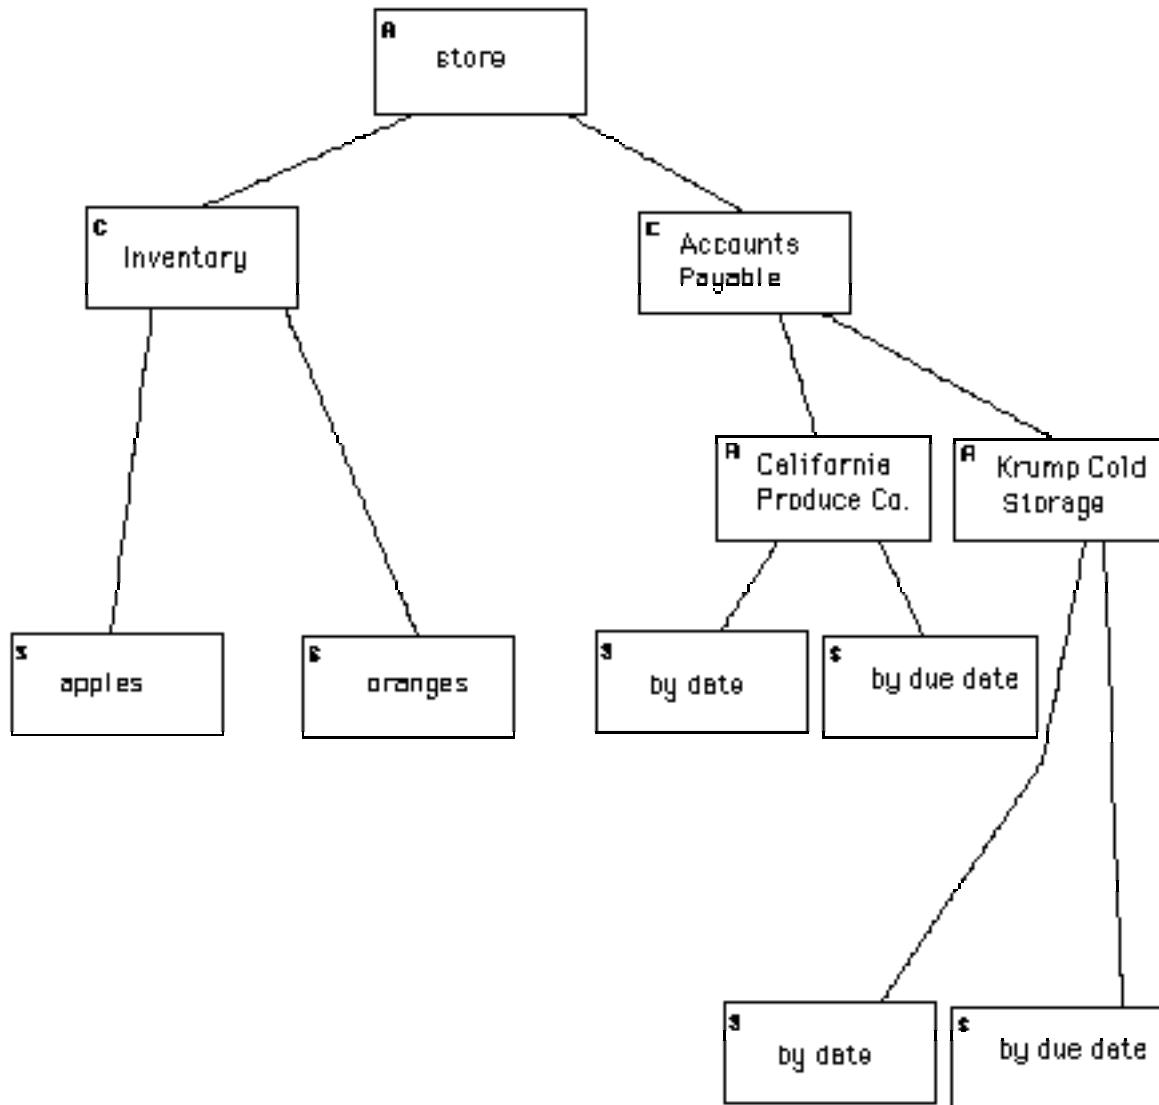 A
store
C
Inventory
C
Accounts
Payable
A
California
Produce Co.
A
Krump Cold
Storage
S
apples
S
oranges
S
by date
S
by due date
S
by date
S
by due date